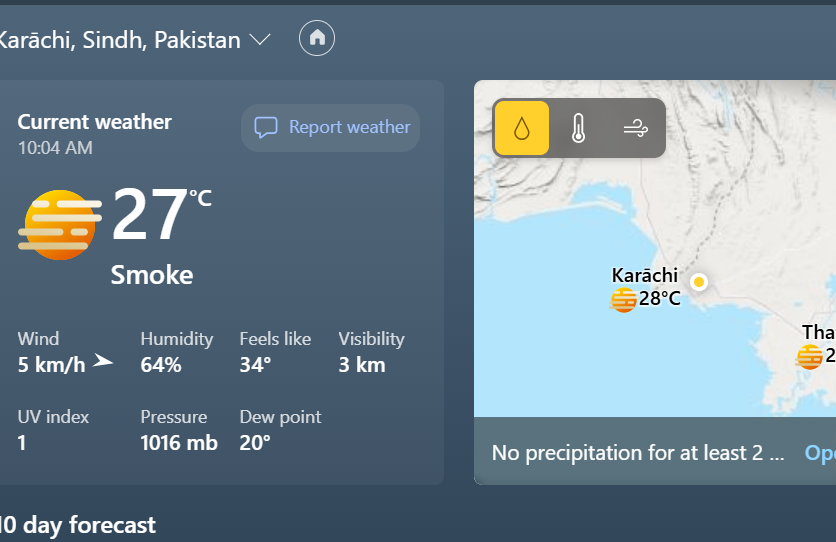 Karāchi, Sindh, Pakistan
Current weather
10:04 AM
Report weather
27°C
Smoke
Wind
5 km/h
Humidity
64%
Feels like
34°
Visibility
3 km
UV index
1
Pressure
1016 mb
Dew point
20°
Karāchi
28°C
Tha
2
No precipitation for at least 2 ...
Ope
10 day forecast